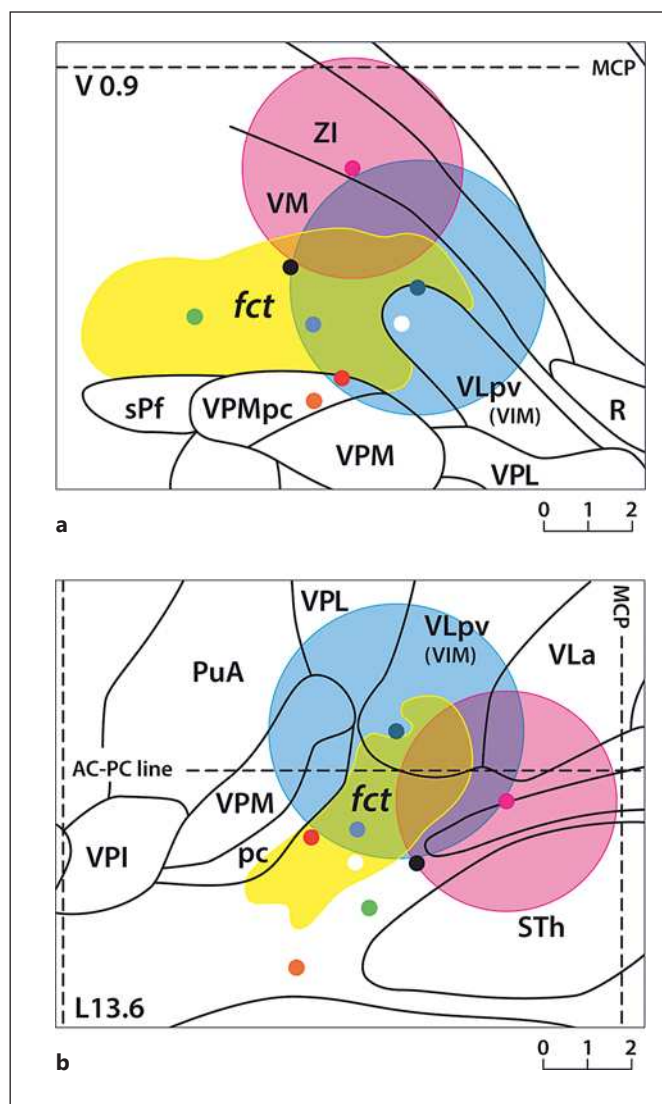 MCP
V 0.9
ZI
VM
fct
sPf
VPMpc
VLpv
(VIM)
R
VPM
VPL
a
0 1 2
VPL
VLpv
(VIM)
MCP
VLa
PuA
AC-PC line
fct
VPM
VPI
pc
STh
L13.6
b
0 1 2